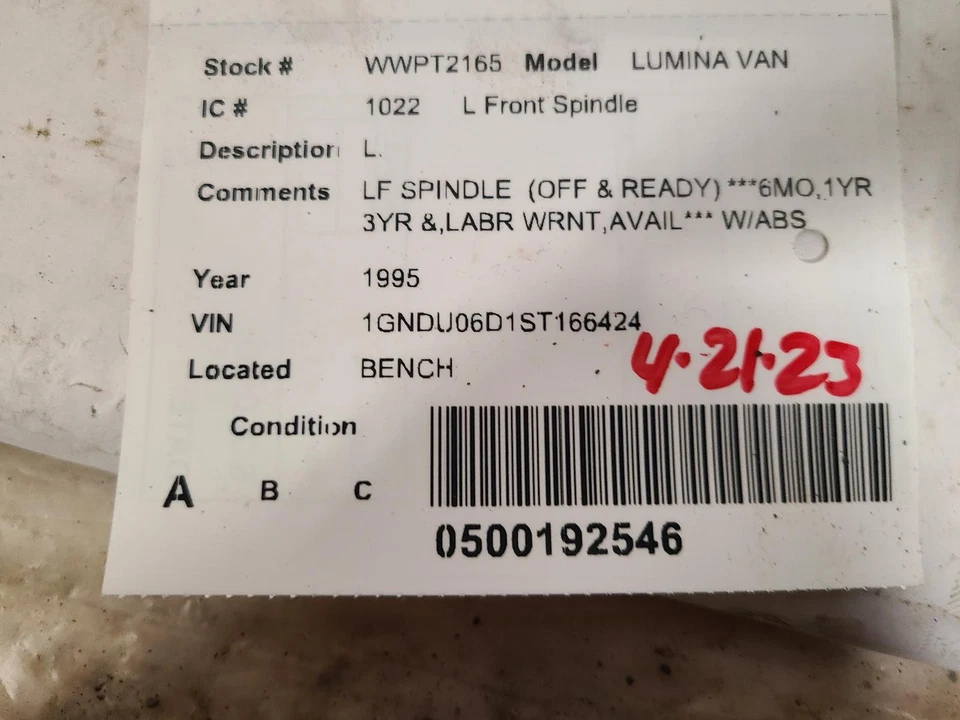 Stock # WWPT2165 Model LUMINA VAN
IC # 1022 L Front Spindle
Description L.
Comments LF SPINDLE (OFF & READY) ***6MO,1YR
3YR &,LABR WRNT,AVAIL*** W/ABS
Year 1995
VIN 1GNDU06D1ST166424
Located BENCH
4-21-23
Condition
A B C
0500192546